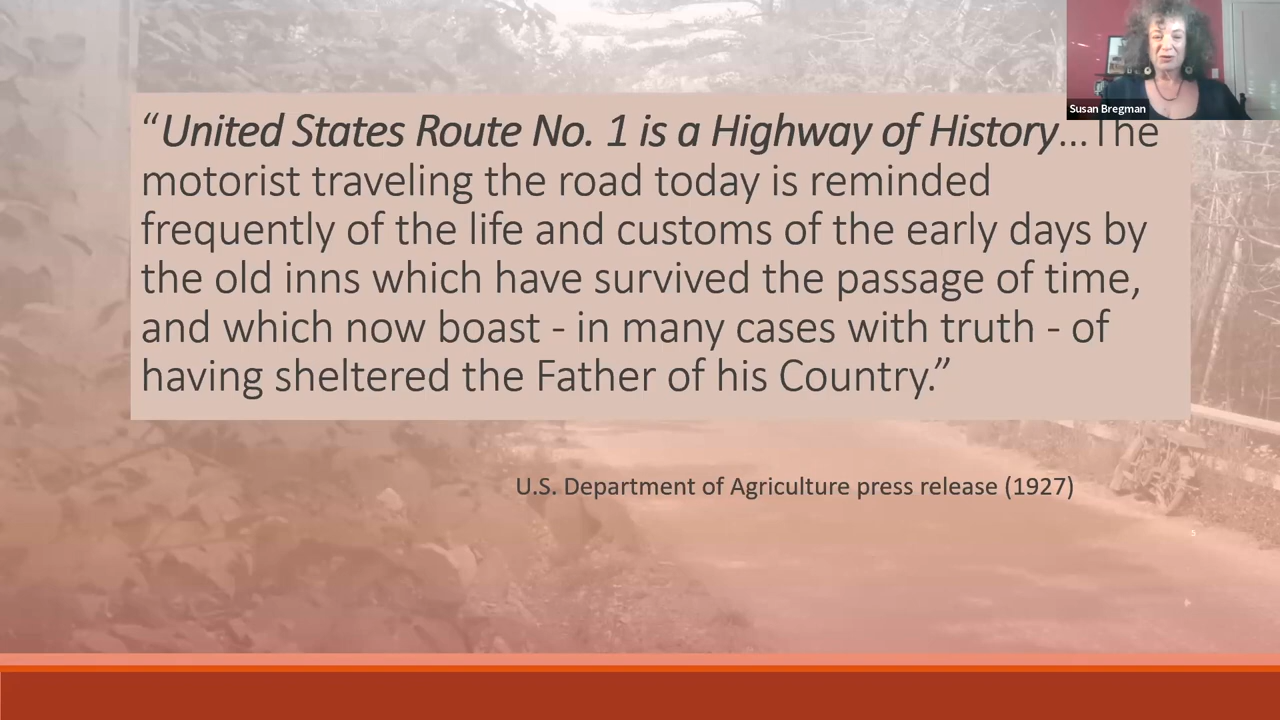 Susan Bregman
“United States Route No. 1 is a Highway of History...The
motorist traveling the road today is reminded
frequently of the life and customs of the early days by
the old inns which have survived the passage of time,
and which now boast - in many cases with truth - of
having sheltered the Father of his Country.”
U.S. Department of Agriculture press release (1927)
5